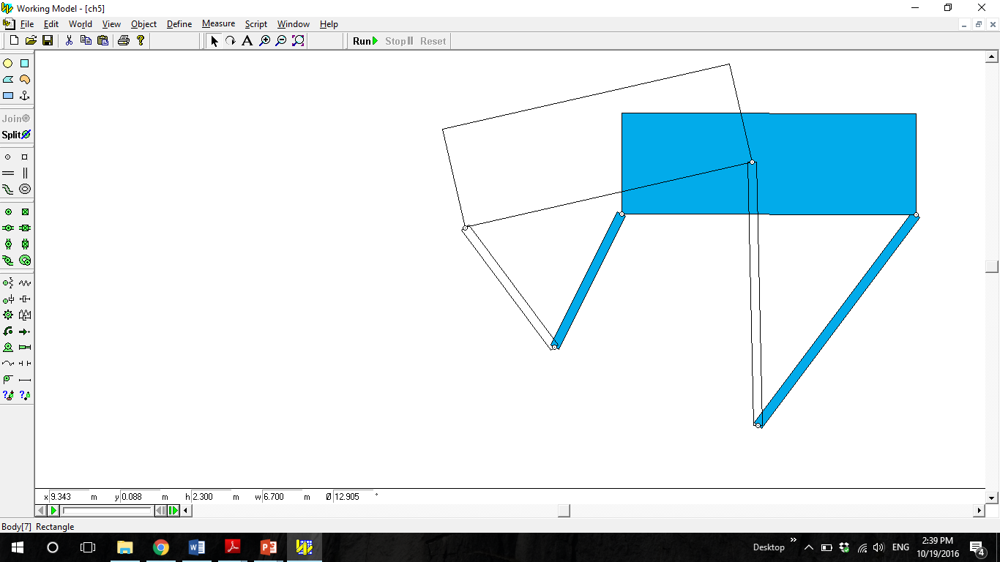 Working Model - [ch5]
File Edit World View Object Define Measure Script Window Help
Run Stop Reset
Join
Split
x 9.343 m y 0.088 m h 2.300 m w 6.700 m Ø 12.905 °
Body[7] Rectangle
Desktop » ENG 2:39 PM
10/19/2016 4